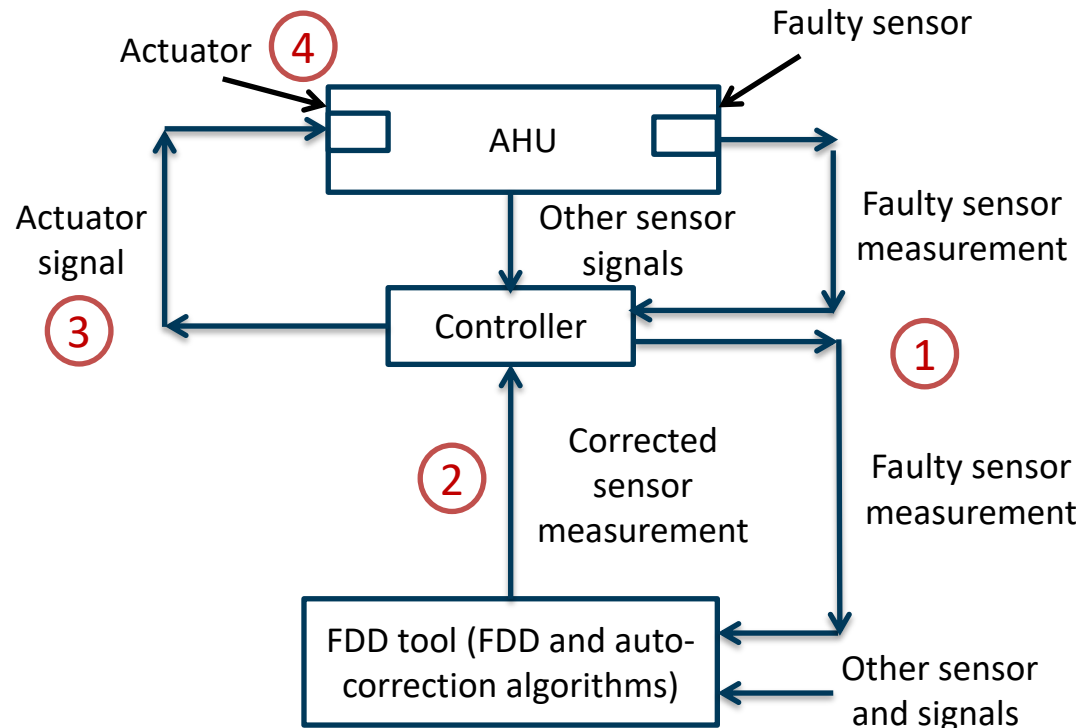 Actuator
4
Faulty sensor
AHU
Actuator
signal
3
Other sensor
signals
Faulty sensor
measurement
Controller
1
2
Corrected
sensor
measurement
Faulty sensor
measurement
FDD tool (FDD and auto-
correction algorithms)
Other sensor
and signals